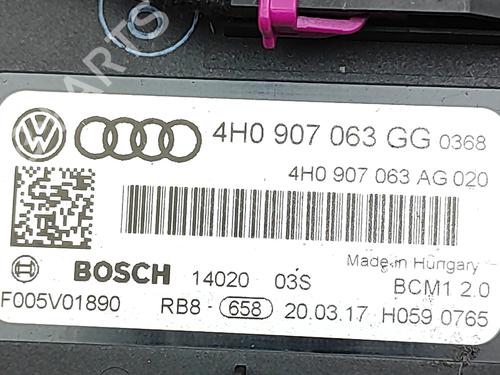 PARTS
4H0 907 063 GG 0368
4H0 907 063 AG 020
Made in Hungary
BOSCH 14020 03S BCM1 2.0
F005V01890 RB8- 658 20.03.17 H059 0765